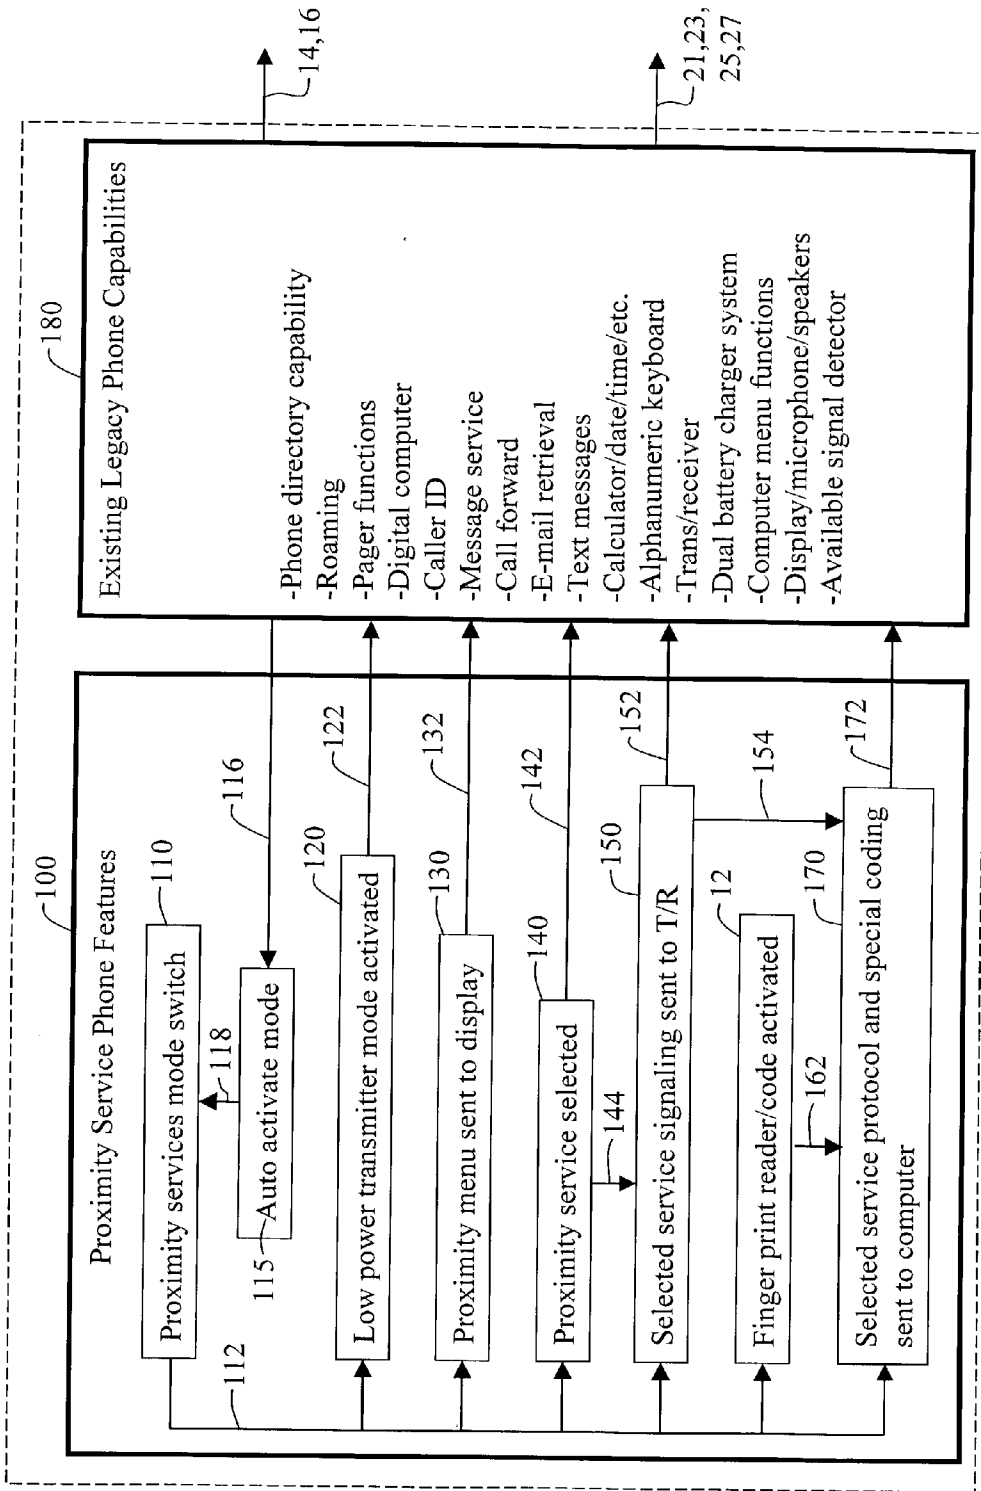 100
Proximity Service Phone Features
110
Proximity services mode switch
112
118
116
115
Auto activate mode
120
Low power transmitter mode activated
122
130
Proximity menu sent to display
132
140
Proximity service selected
142
144
150
Selected service signaling sent to T/R
152
154
12
Finger print reader/code activated
162
170
Selected service protocol and special coding
sent to computer
172
180
Existing Legacy Phone Capabilities
-Phone directory capability
-Roaming
-Pager functions
-Digital computer
-Caller ID
-Message service
-Call forward
-E-mail retrieval
-Text messages
-Calculator/date/time/etc.
-Alphanumeric keyboard
-Trans/receiver
-Dual battery charger system
-Computer menu functions
-Display/microphone/speakers
-Available signal detector
14,16
21,23,
25,27